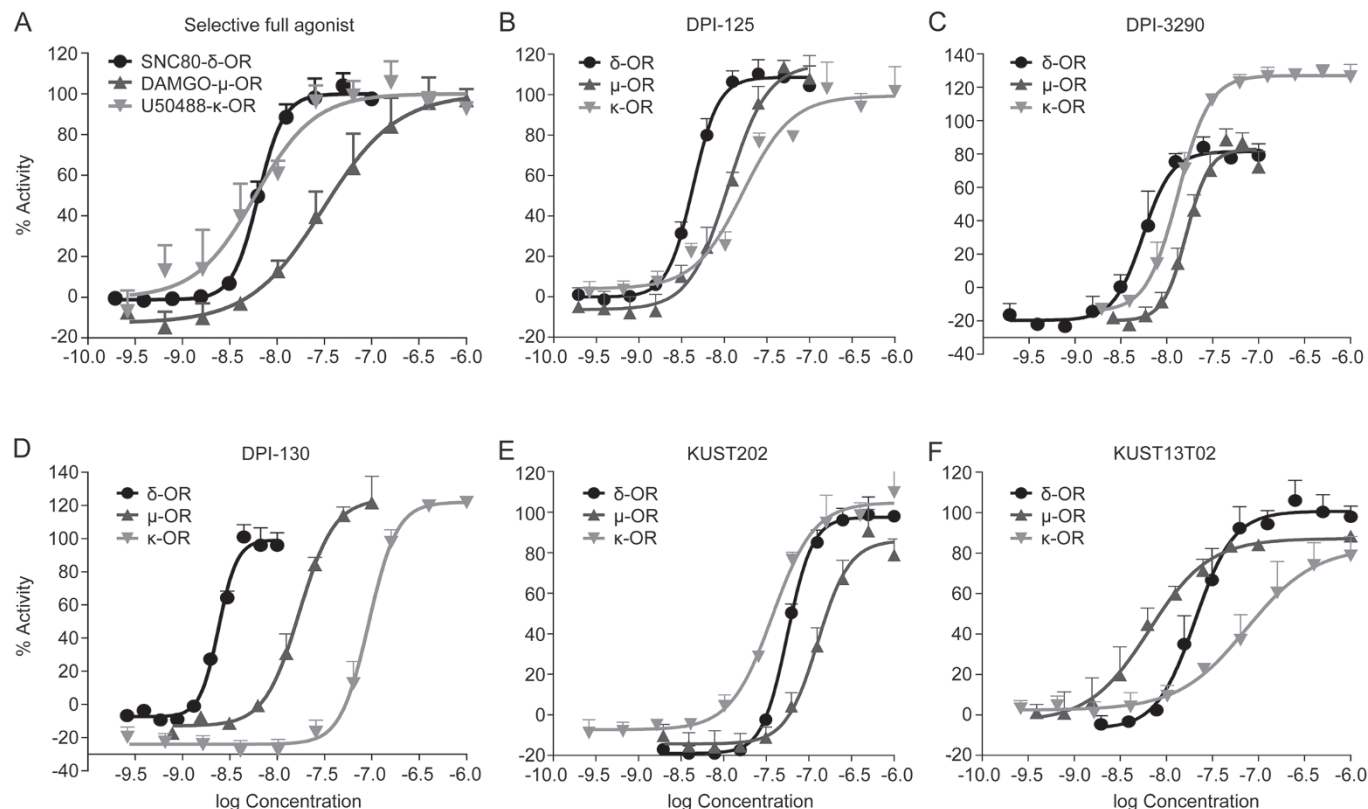 A
Selective full agonist
SNC80-δ-OR
DAMGO-μ-OR
U50488-κ-OR
% Activity
120
100
80
60
40
20
0
-20
-10.0 -9.5 -9.0 -8.5 -8.0 -7.5 -7.0 -6.5 -6.0
B
DPI-125
δ-OR
μ-OR
κ-OR
120
100
80
60
40
20
0
-20
-10.0 -9.5 -9.0 -8.5 -8.0 -7.5 -7.0 -6.5 -6.0
C
DPI-3290
δ-OR
μ-OR
κ-OR
140
120
100
80
60
40
20
0
-20
-40
-9.5 -9.0 -8.5 -8.0 -7.5 -7.0 -6.5 -6.0
D
DPI-130
δ-OR
μ-OR
κ-OR
% Activity
140
120
100
80
60
40
20
0
-20
-40
-9.5 -9.0 -8.5 -8.0 -7.5 -7.0 -6.5 -6.0
log Concentration
E
KUST202
δ-OR
μ-OR
κ-OR
120
100
80
60
40
20
0
-20
-10.0 -9.5 -9.0 -8.5 -8.0 -7.5 -7.0 -6.5 -6.0
log Concentration
F
KUST13T02
δ-OR
μ-OR
κ-OR
120
100
80
60
40
20
0
-20
-10.0 -9.5 -9.0 -8.5 -8.0 -7.5 -7.0 -6.5 -6.0
log Concentration